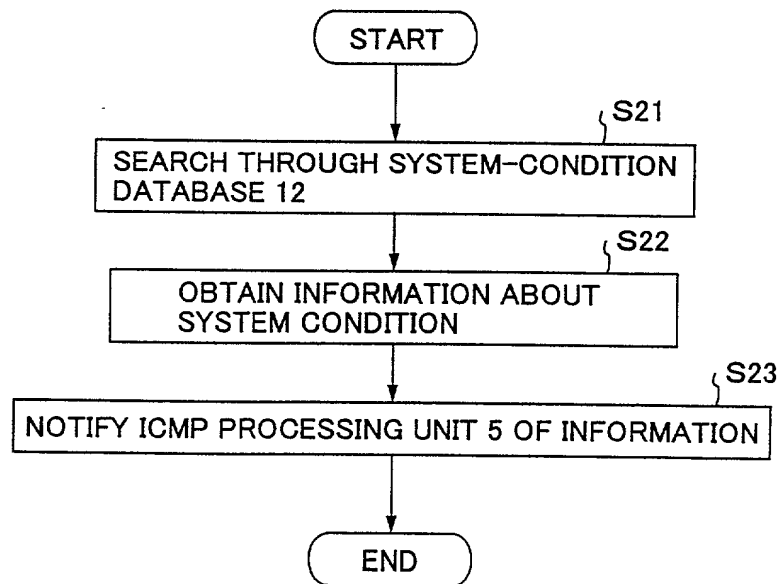 START
S21
SEARCH THROUGH SYSTEM-CONDITION
DATABASE 12
S22
OBTAIN INFORMATION ABOUT
SYSTEM CONDITION
S23
NOTIFY ICMP PROCESSING UNIT 5 OF INFORMATION
END